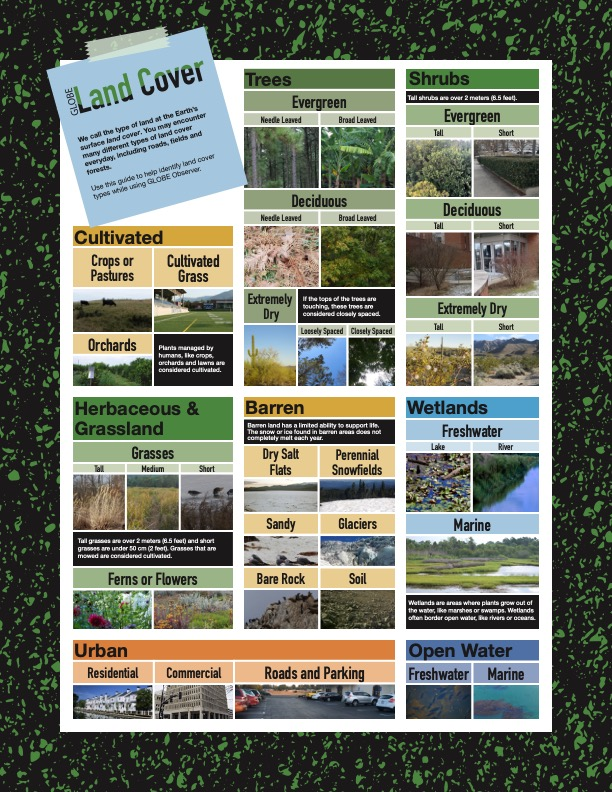 GLOBE
Land Cover
We call the type of land at the Earth's
surface land cover. You may encounter
many different types of land cover
everyday, including roads, fields and
forests.
Use this guide to help identify land cover
types while using GLOBE Observer.
Trees
Evergreen
Needle Leaved
Broad Leaved
Deciduous
Needle Leaved
Broad Leaved
Extremely
Dry
If the tops of the trees are
touching, these trees are
considered closely spaced.
Loosely Spaced
Closely Spaced
Shrubs
Tall shrubs are over 2 meters (6.5 feet).
Evergreen
Tall
Short
Deciduous
Tall
Short
Extremely Dry
Tall
Short
Cultivated
Crops or
Pastures
Cultivated
Grass
Orchards
Plants managed by
humans, like crops,
orchards and lawns are
considered cultivated.
Herbaceous &
Grassland
Grasses
Tall
Medium
Short
Tall grasses are over 2 meters (6.5 feet) and short
grasses are under 50 cm (2 feet). Grasses that are
mowed are considered cultivated.
Ferns or Flowers
Barren
Barren land has a limited ability to support life.
The snow or ice found in barren areas does not
completely melt each year.
Dry Salt
Flats
Perennial
Snowfields
Sandy
Glaciers
Bare Rock
Soil
Wetlands
Freshwater
Lake
River
Marine
Wetlands are areas where plants grow out of
the water, like marshes or swamps. Wetlands
often border open water, like rivers or oceans.
Urban
Residential
Commercial
Roads and Parking
Open Water
Freshwater
Marine